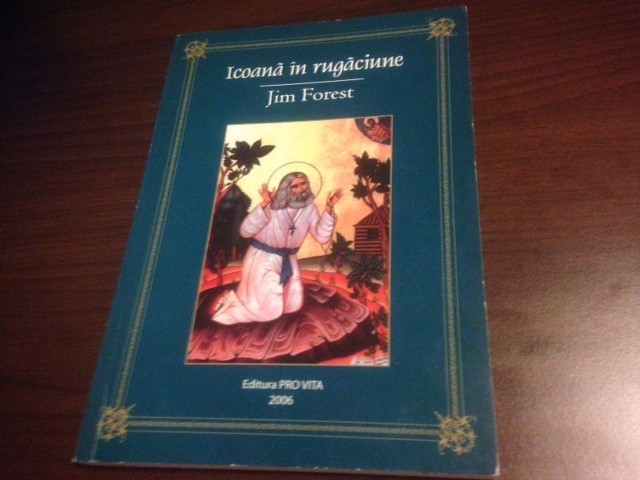 Icoană în rugăciune
Jim Forest
Editura PRO VITA
2006